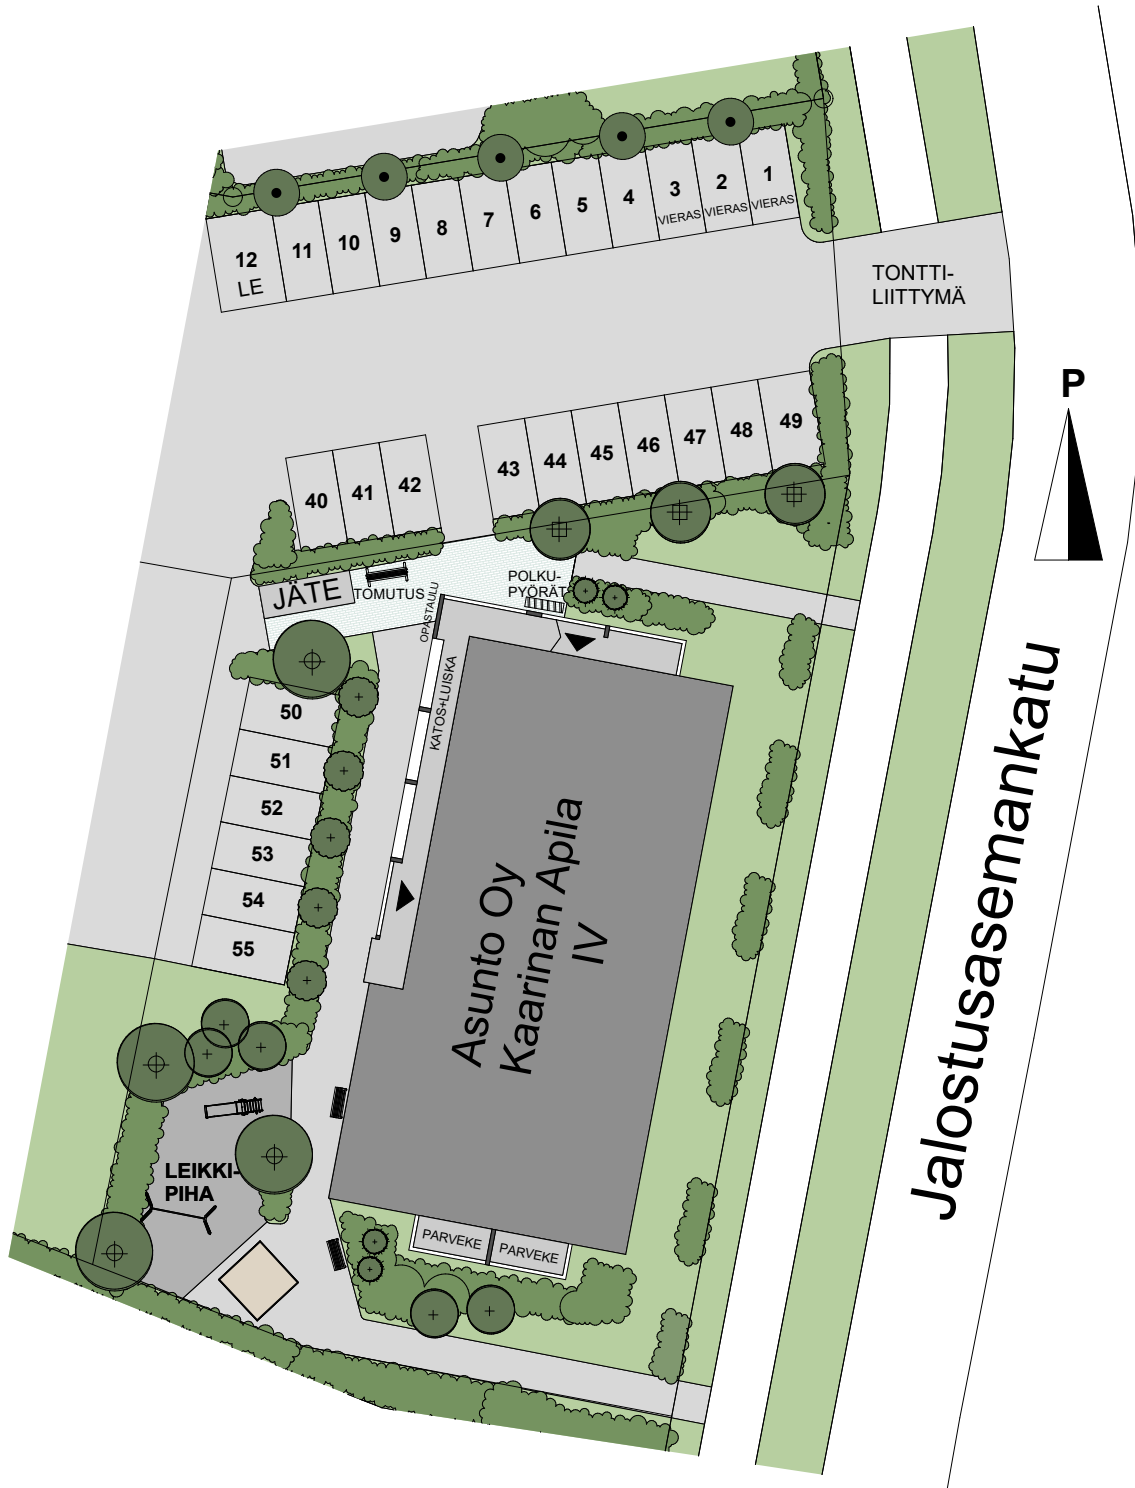 1
VIERAS
2
VIERAS
3
VIERAS
4
5
6
7
8
9
10
11
12
LE
TONTTI-
LIITTYMÄ
P
43
44
45
46
47
48
49
40
41
42
JÄTE
TOMUTUS
OPASTAULU
POLKU-
PYÖRÄT
KATOS+LUISKA
50
51
52
53
54
55
Asunto Oy
Kaarinan Apila
IV
Jalostusasemankatu
LEIKKI-
PIHA
PARVEKE
PARVEKE